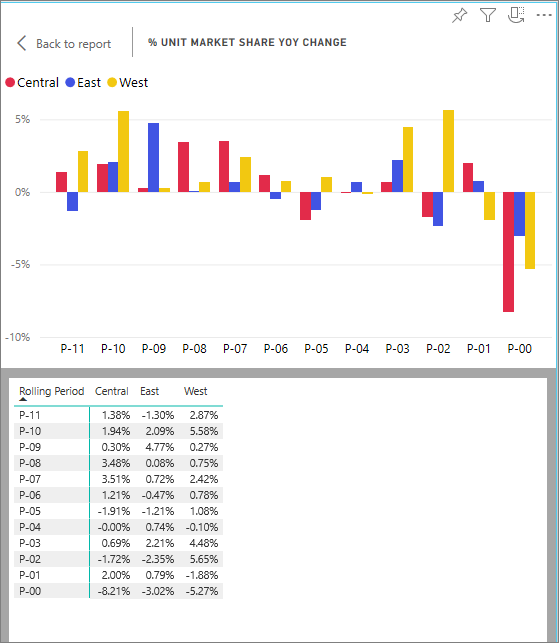 Back to report
% UNIT MARKET SHARE YOY CHANGE
Central East West
5%
0%
-5%
-10%
P-11 P-10 P-09 P-08 P-07 P-06 P-05 P-04 P-03 P-02 P-01 P-00
Rolling Period Central East West
P-11 1.38% -1.30% 2.87%
P-10 1.94% 2.09% 5.58%
P-09 0.30% 4.77% 0.27%
P-08 3.48% 0.08% 0.75%
P-07 3.51% 0.72% 2.42%
P-06 1.21% -0.47% 0.78%
P-05 -1.91% -1.21% 1.08%
P-04 -0.00% 0.74% -0.10%
P-03 0.69% 2.21% 4.48%
P-02 -1.72% -2.35% 5.65%
P-01 2.00% 0.79% -1.88%
P-00 -8.21% -3.02% -5.27%